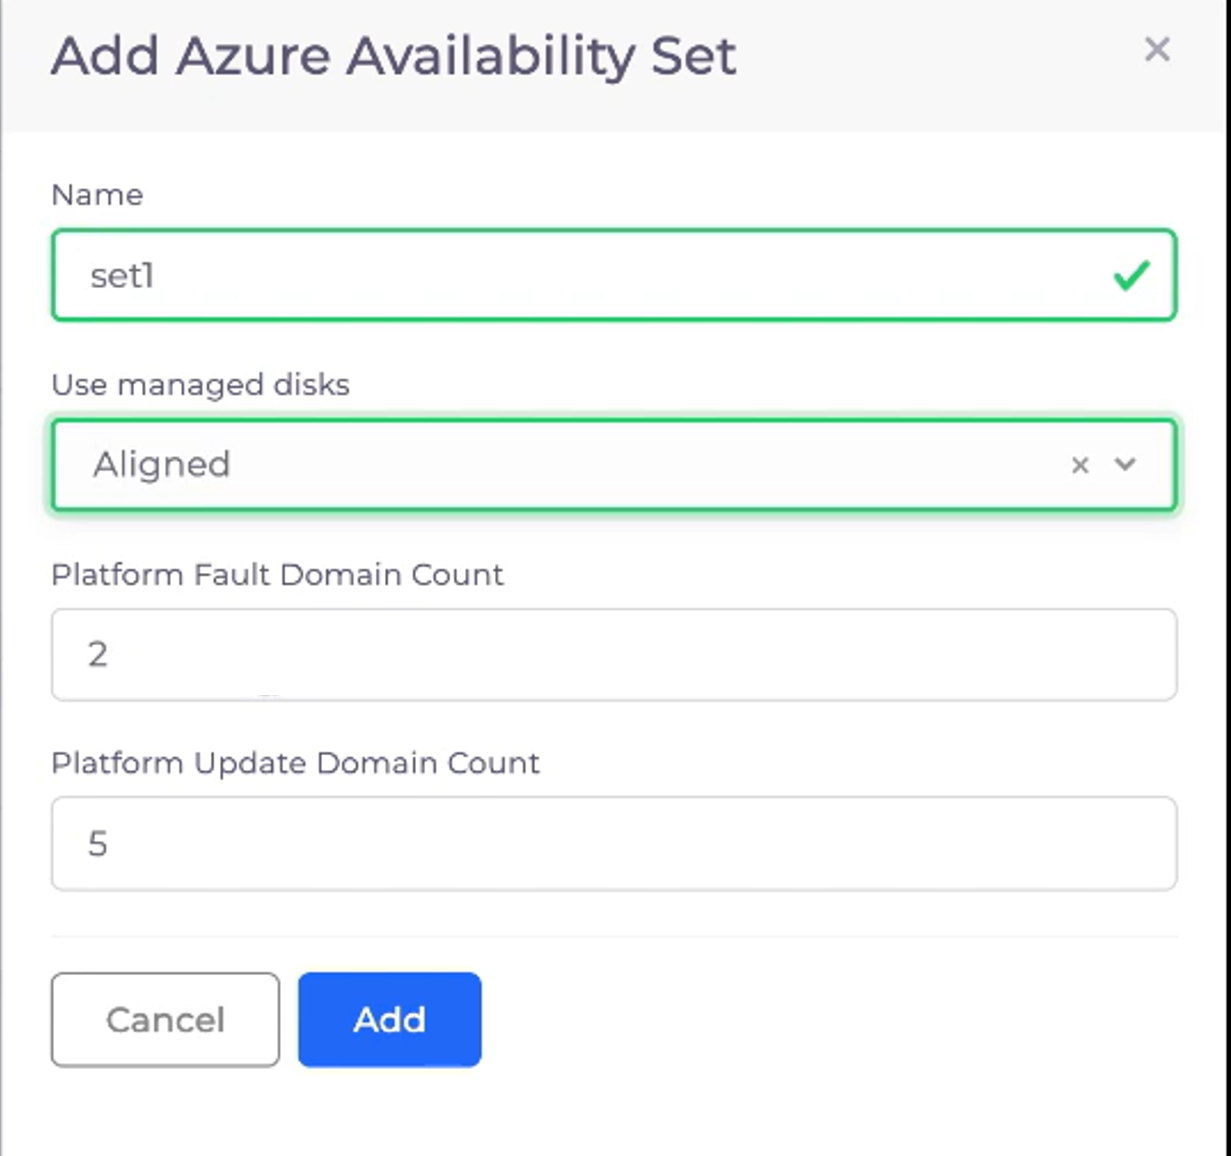 Add Azure Availability Set
Name
set1
Use managed disks
Aligned
Platform Fault Domain Count
2
Platform Update Domain Count
5
Cancel
Add